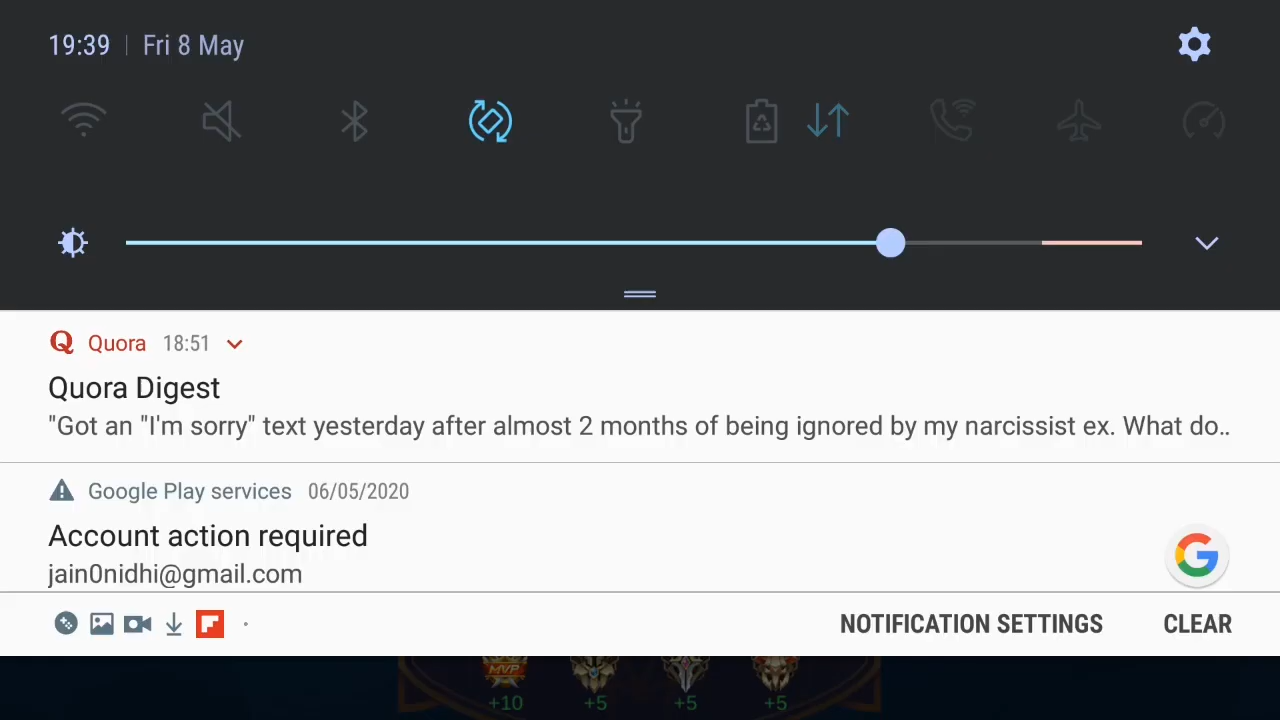 19:39 | Fri 8 May
Quora 18:51
Quora Digest
"Got an "I'm sorry" text yesterday after almost 2 months of being ignored by my narcissist ex. What do..
Google Play services 06/05/2020
Account action required
jain0nidhi@gmail.com
NOTIFICATION SETTINGS CLEAR
MVP
+10 +5 +5 +5